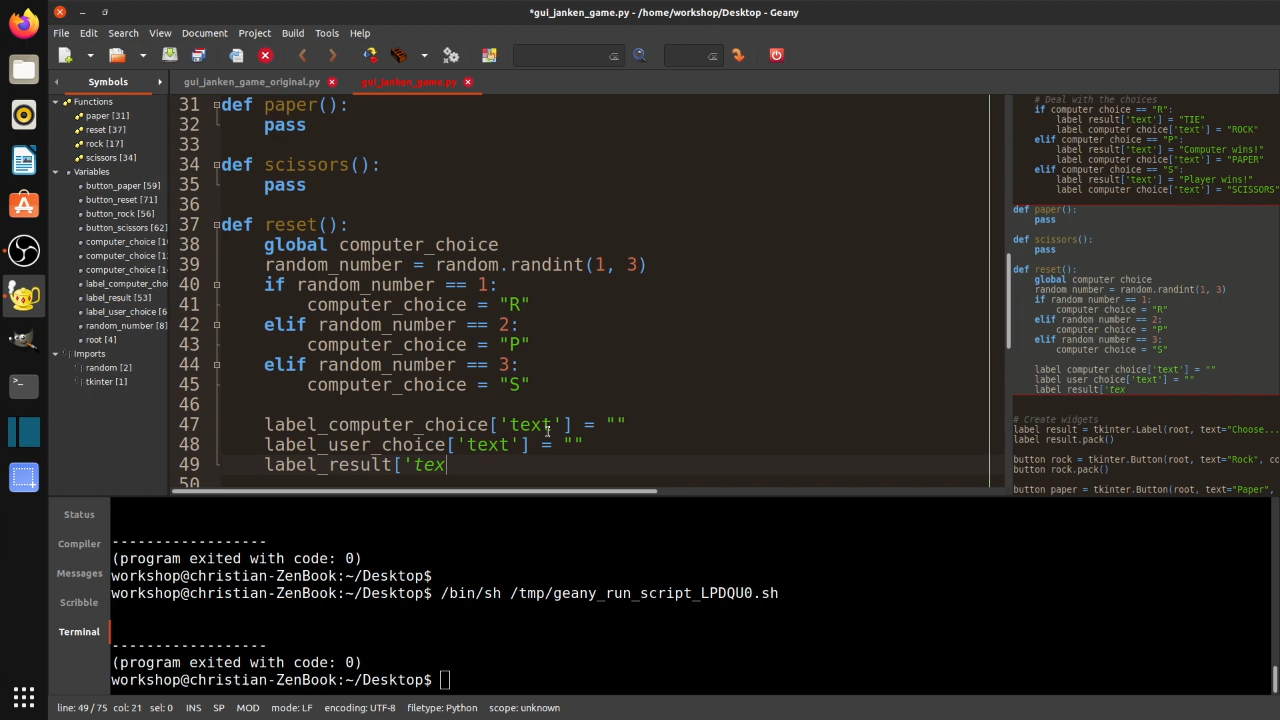 *gui_janken_game.py - /home/workshop/Desktop - Geany
File Edit Search View Document Project Build Tools Help
Symbols
gui_janken_game_original.py
gui_janken_game.py
Functions
paper [31]
reset [37]
rock [17]
scissors [34]
Variables
button_paper [59]
button_reset [71]
button_rock [56]
button_scissors [62]
computer_choice [1
computer_choice [1
computer_choice [1
label_computer_cho
label_result [53]
label_user_choice [6
random_number [8]
root [4]
Imports
random [2]
tkinter [1]
31 def paper():
32 pass
33
34 def scissors():
35 pass
36
37 def reset():
38 global computer_choice
39 random_number = random.randint(1, 3)
40 if random_number == 1:
41 computer_choice = "R"
42 elif random_number == 2:
43 computer_choice = "P"
44 elif random_number == 3:
45 computer_choice = "S"
46
47 label_computer_choice['text'] = ""
48 label_user_choice['text'] = ""
49 label_result['tex
50
# Deal with the choices
if computer choice == "R":
label result['text'] = "TIE"
label computer choice['text'] = "ROCK"
elif computer choice == "P":
label result['text'] = "Computer wins!"
label computer choice['text'] = "PAPER"
elif computer choice == "S":
label result['text'] = "Player wins!"
label computer choice['text'] = "SCISSORS"
def paper():
pass
def scissors():
pass
def reset():
global computer choice
random number = random.randint(1, 3)
if random number == 1:
computer choice = "R"
elif random number == 2:
computer choice = "P"
elif random number == 3:
computer choice = "S"
label computer choice['text'] = ""
label user choice['text'] = ""
label result['tex
# Create widgets
label result = tkinter.Label(root, text="Choose...
label result.pack()
button rock = tkinter.Button(root, text="Rock", co
button rock.pack()
button paper = tkinter.Button(root, text="Paper",
Status
Compiler
Messages
Scribble
Terminal
------------------
(program exited with code: 0)
workshop@christian-ZenBook:~/Desktop$
workshop@christian-ZenBook:~/Desktop$ /bin/sh /tmp/geany_run_script_LPDQU0.sh
------------------
(program exited with code: 0)
workshop@christian-ZenBook:~/Desktop$
line: 49 / 75 col: 21 sel: 0 INS SP MOD mode: LF encoding: UTF-8 filetype: Python scope: unknown